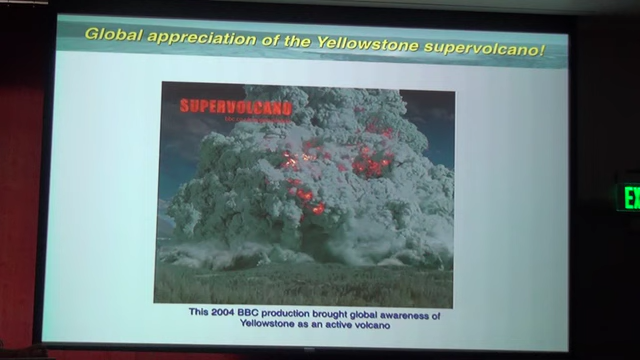 Global appreciation of the Yellowstone supervolcano!
SUPERVOLCANO
This 2004 BBC production brought global awareness of
Yellowstone as an active volcano
EX